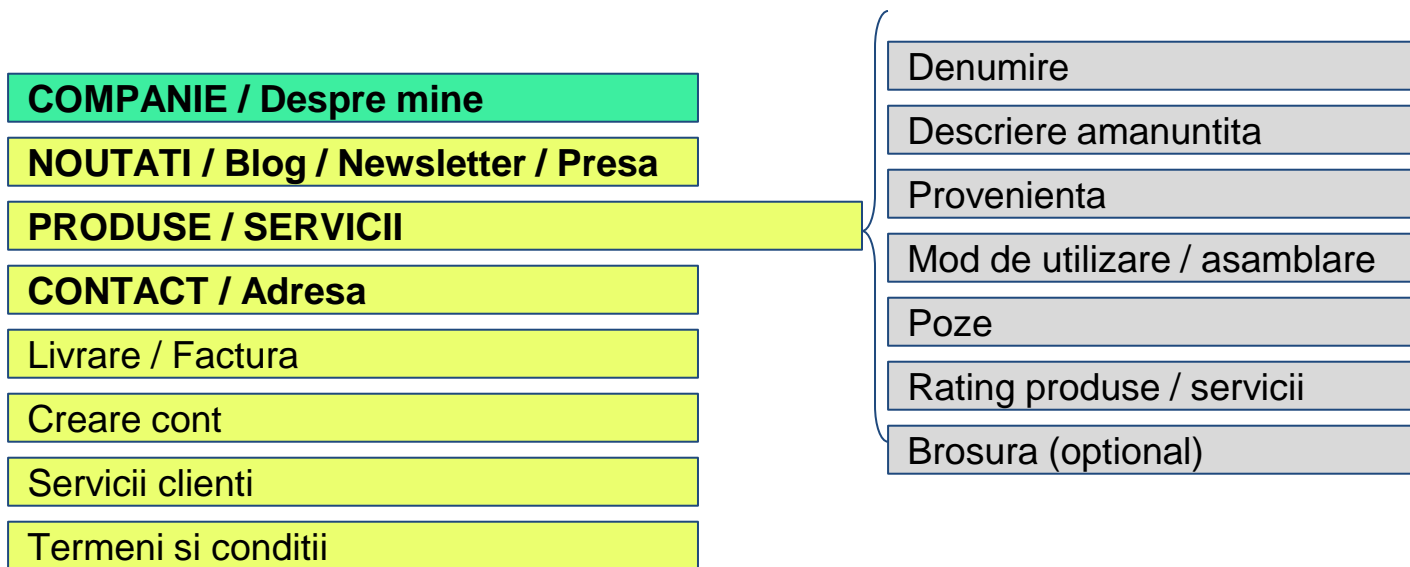 COMPANIE / Despre mine
NOUTATI / Blog / Newsletter / Presa
PRODUSE / SERVICII
CONTACT / Adresa
Livrare / Factura
Creare cont
Servicii clienti
Termeni si conditii
Denumire
Descriere amanuntita
Provenienta
Mod de utilizare / asamblare
Poze
Rating produse / servicii
Brosura (optional)